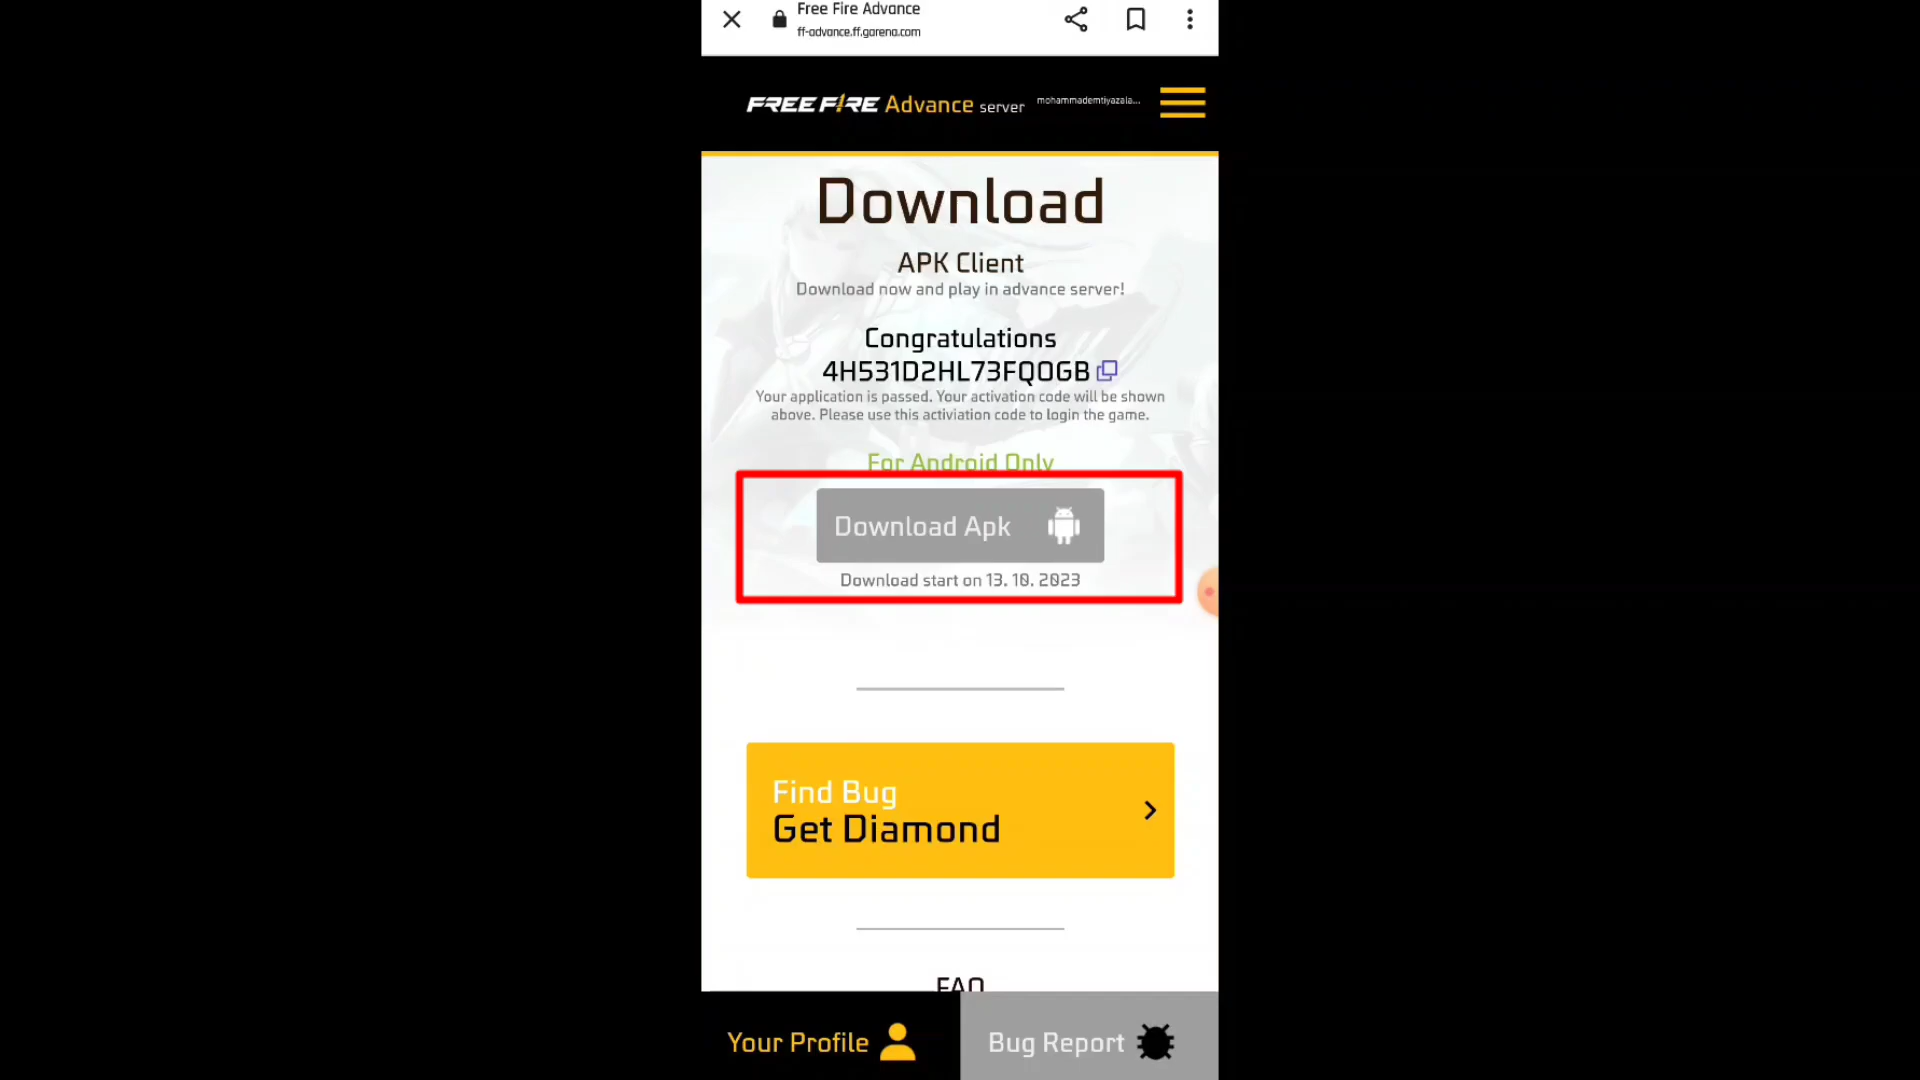 Free Fire Advance
ff-advance.ff.garena.com
FREE FIRE Advance server mohammademtiyazala...
Download
APK Client
Download now and play in advance server!
Congratulations
4H531D2HL73FQOGB
Your application is passed. Your activation code will be shown
above. Please use this activiation code to login the game.
For Android Only
Download Apk
Download start on 13. 10. 2023
Find Bug
Get Diamond
FAQ
Your Profile
Bug Report